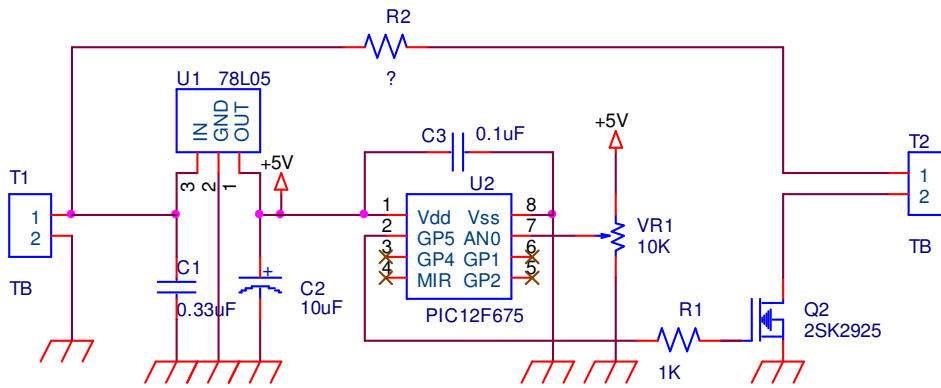 R2
?
U1 78L05
IN
GND
OUT
3
2
1
+5V
T1
1
2
TB
C1
0.33uF
C2
+
10uF
C3
0.1uF
U2
1 Vdd Vss 8
2 GP5 AN0 7
3 GP4 GP1 6
4 MIR GP2 5
PIC12F675
+5V
VR1
10K
R1
1K
Q2
2SK2925
T2
1
2
TB